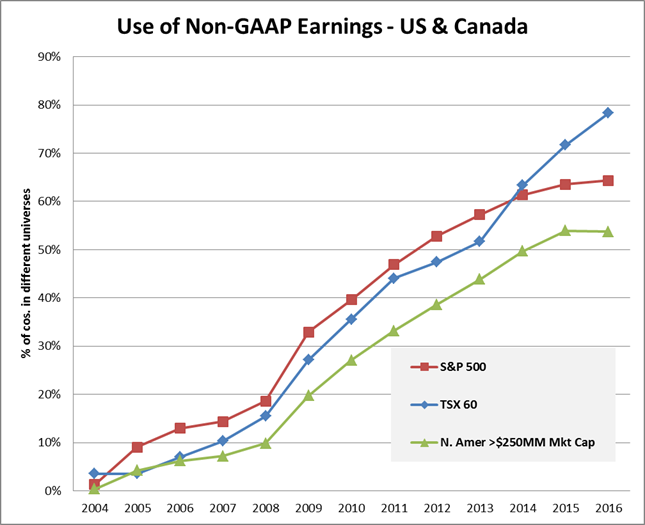 Use of Non-GAAP Earnings - US & Canada
% of cos. in different universes
90%
80%
70%
60%
50%
40%
30%
20%
10%
0%
S&P 500
TSX 60
N. Amer >$250MM Mkt Cap
2004 2005 2006 2007 2008 2009 2010 2011 2012 2013 2014 2015 2016